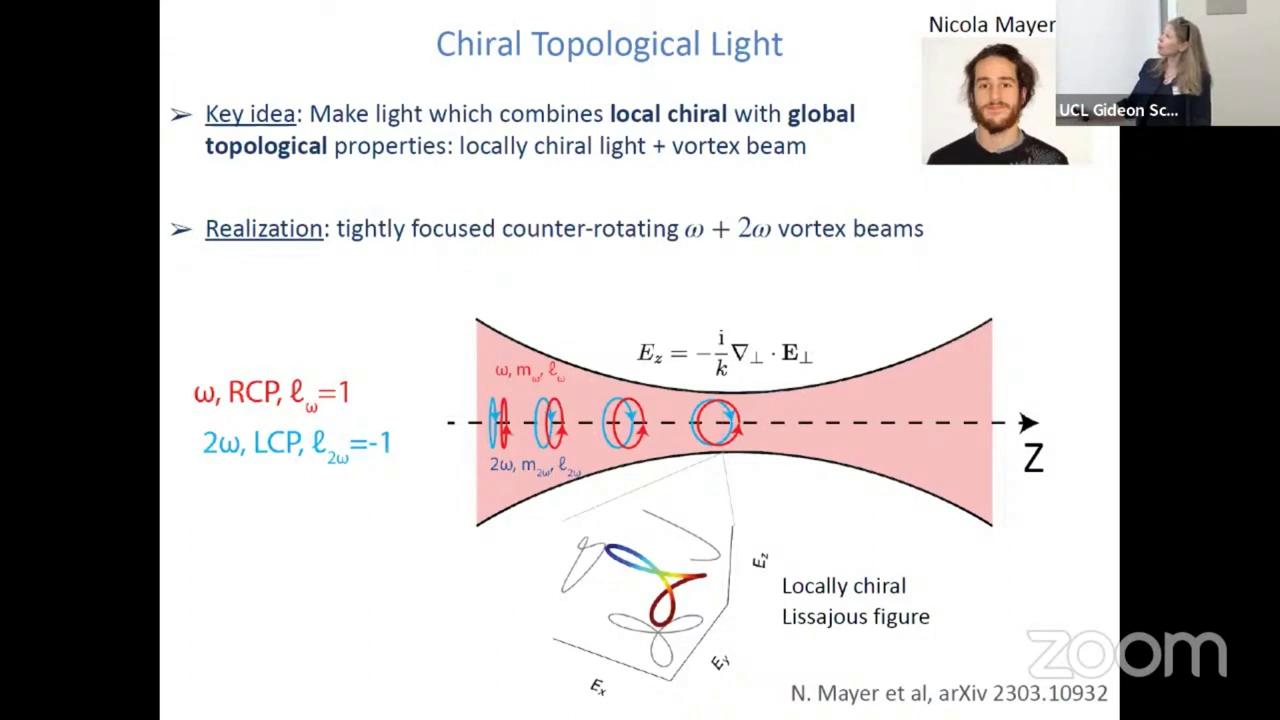 Chiral Topological Light
Nicola Mayer
UCL Gideon Sc...
➢ Key idea: Make light which combines local chiral with global
topological properties: locally chiral light + vortex beam
➢ Realization: tightly focused counter-rotating ω + 2ω vortex beams
E_z = -i/k ∇_⊥ · E_⊥
ω, m_ω, ℓ_ω
ω, RCP, ℓ_ω=1
2ω, LCP, ℓ_2ω=-1
2ω, m_2ω, ℓ_2ω
Z
E_z
Locally chiral
Lissajous figure
E_y
E_x
zoom
N. Mayer et al, arXiv 2303.10932